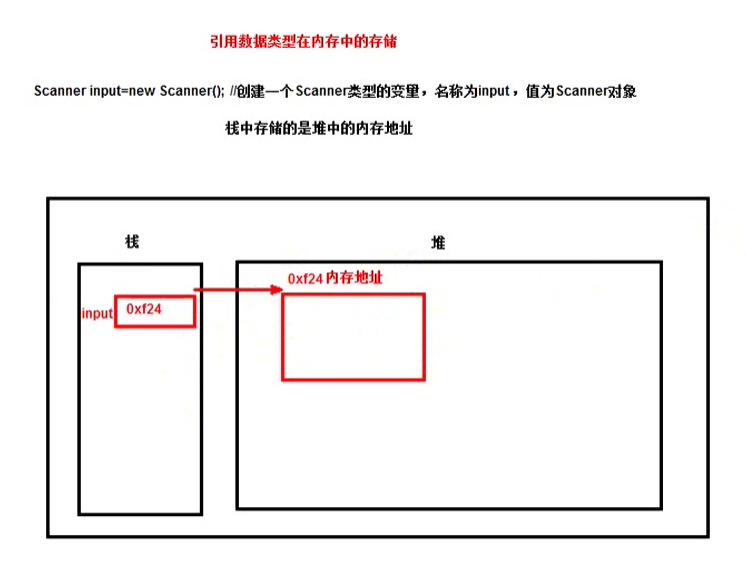 引用数据类型在内存中的存储
Scanner input=new Scanner(); //创建一个Scanner类型的变量，名称为input，值为Scanner对象
栈中存储的是堆中的内存地址
栈
堆
0xf24 内存地址
input
0xf24